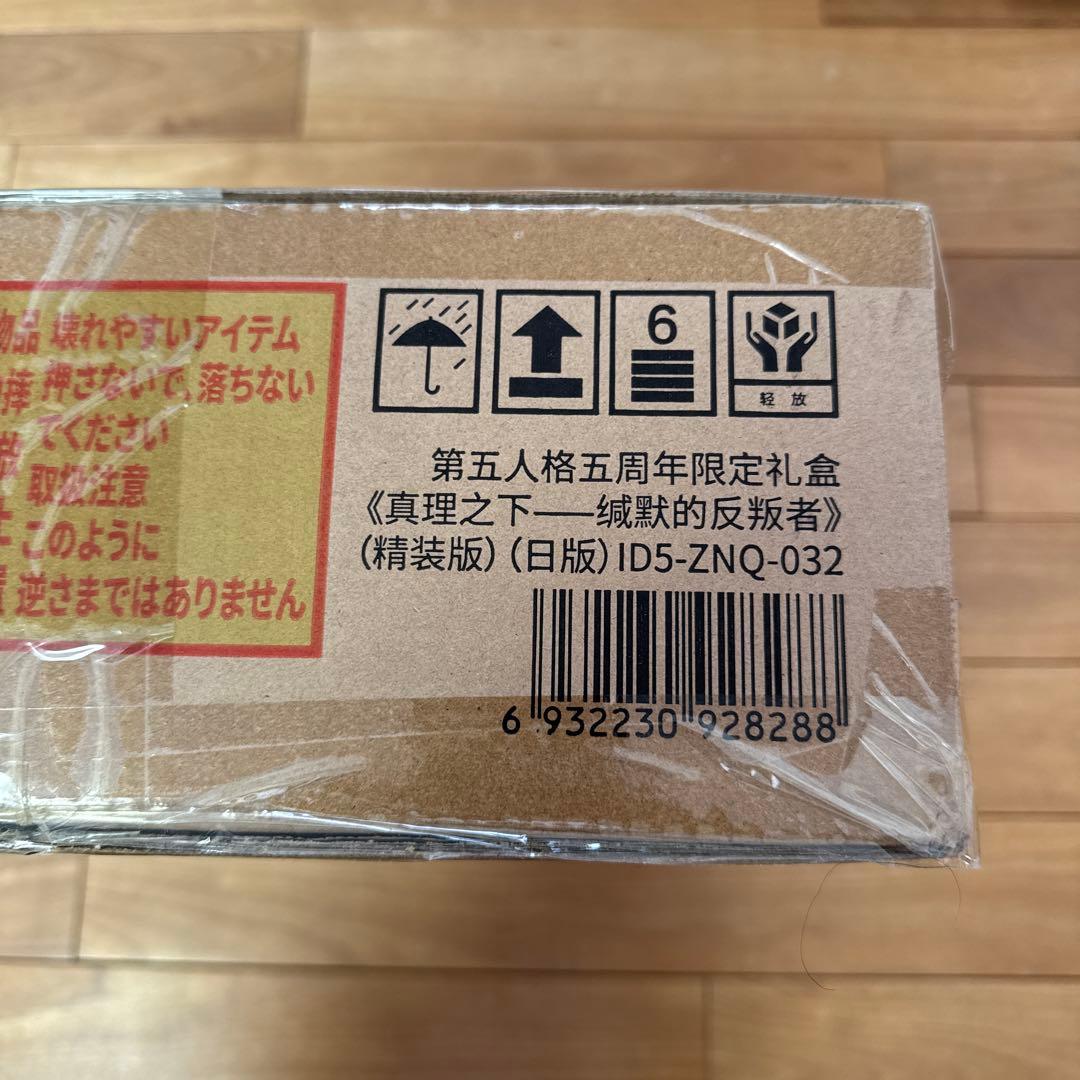 物品 壊れやすいアイテム
摔 押さないで、落ちない
でください
放 取扱注意
このように
置 逆さまではありません
6
轻放
第五人格五周年限定礼盒
《真理之下——缄默的反叛者》
(精装版)(日版)ID5-ZNQ-032
6 932230 928288